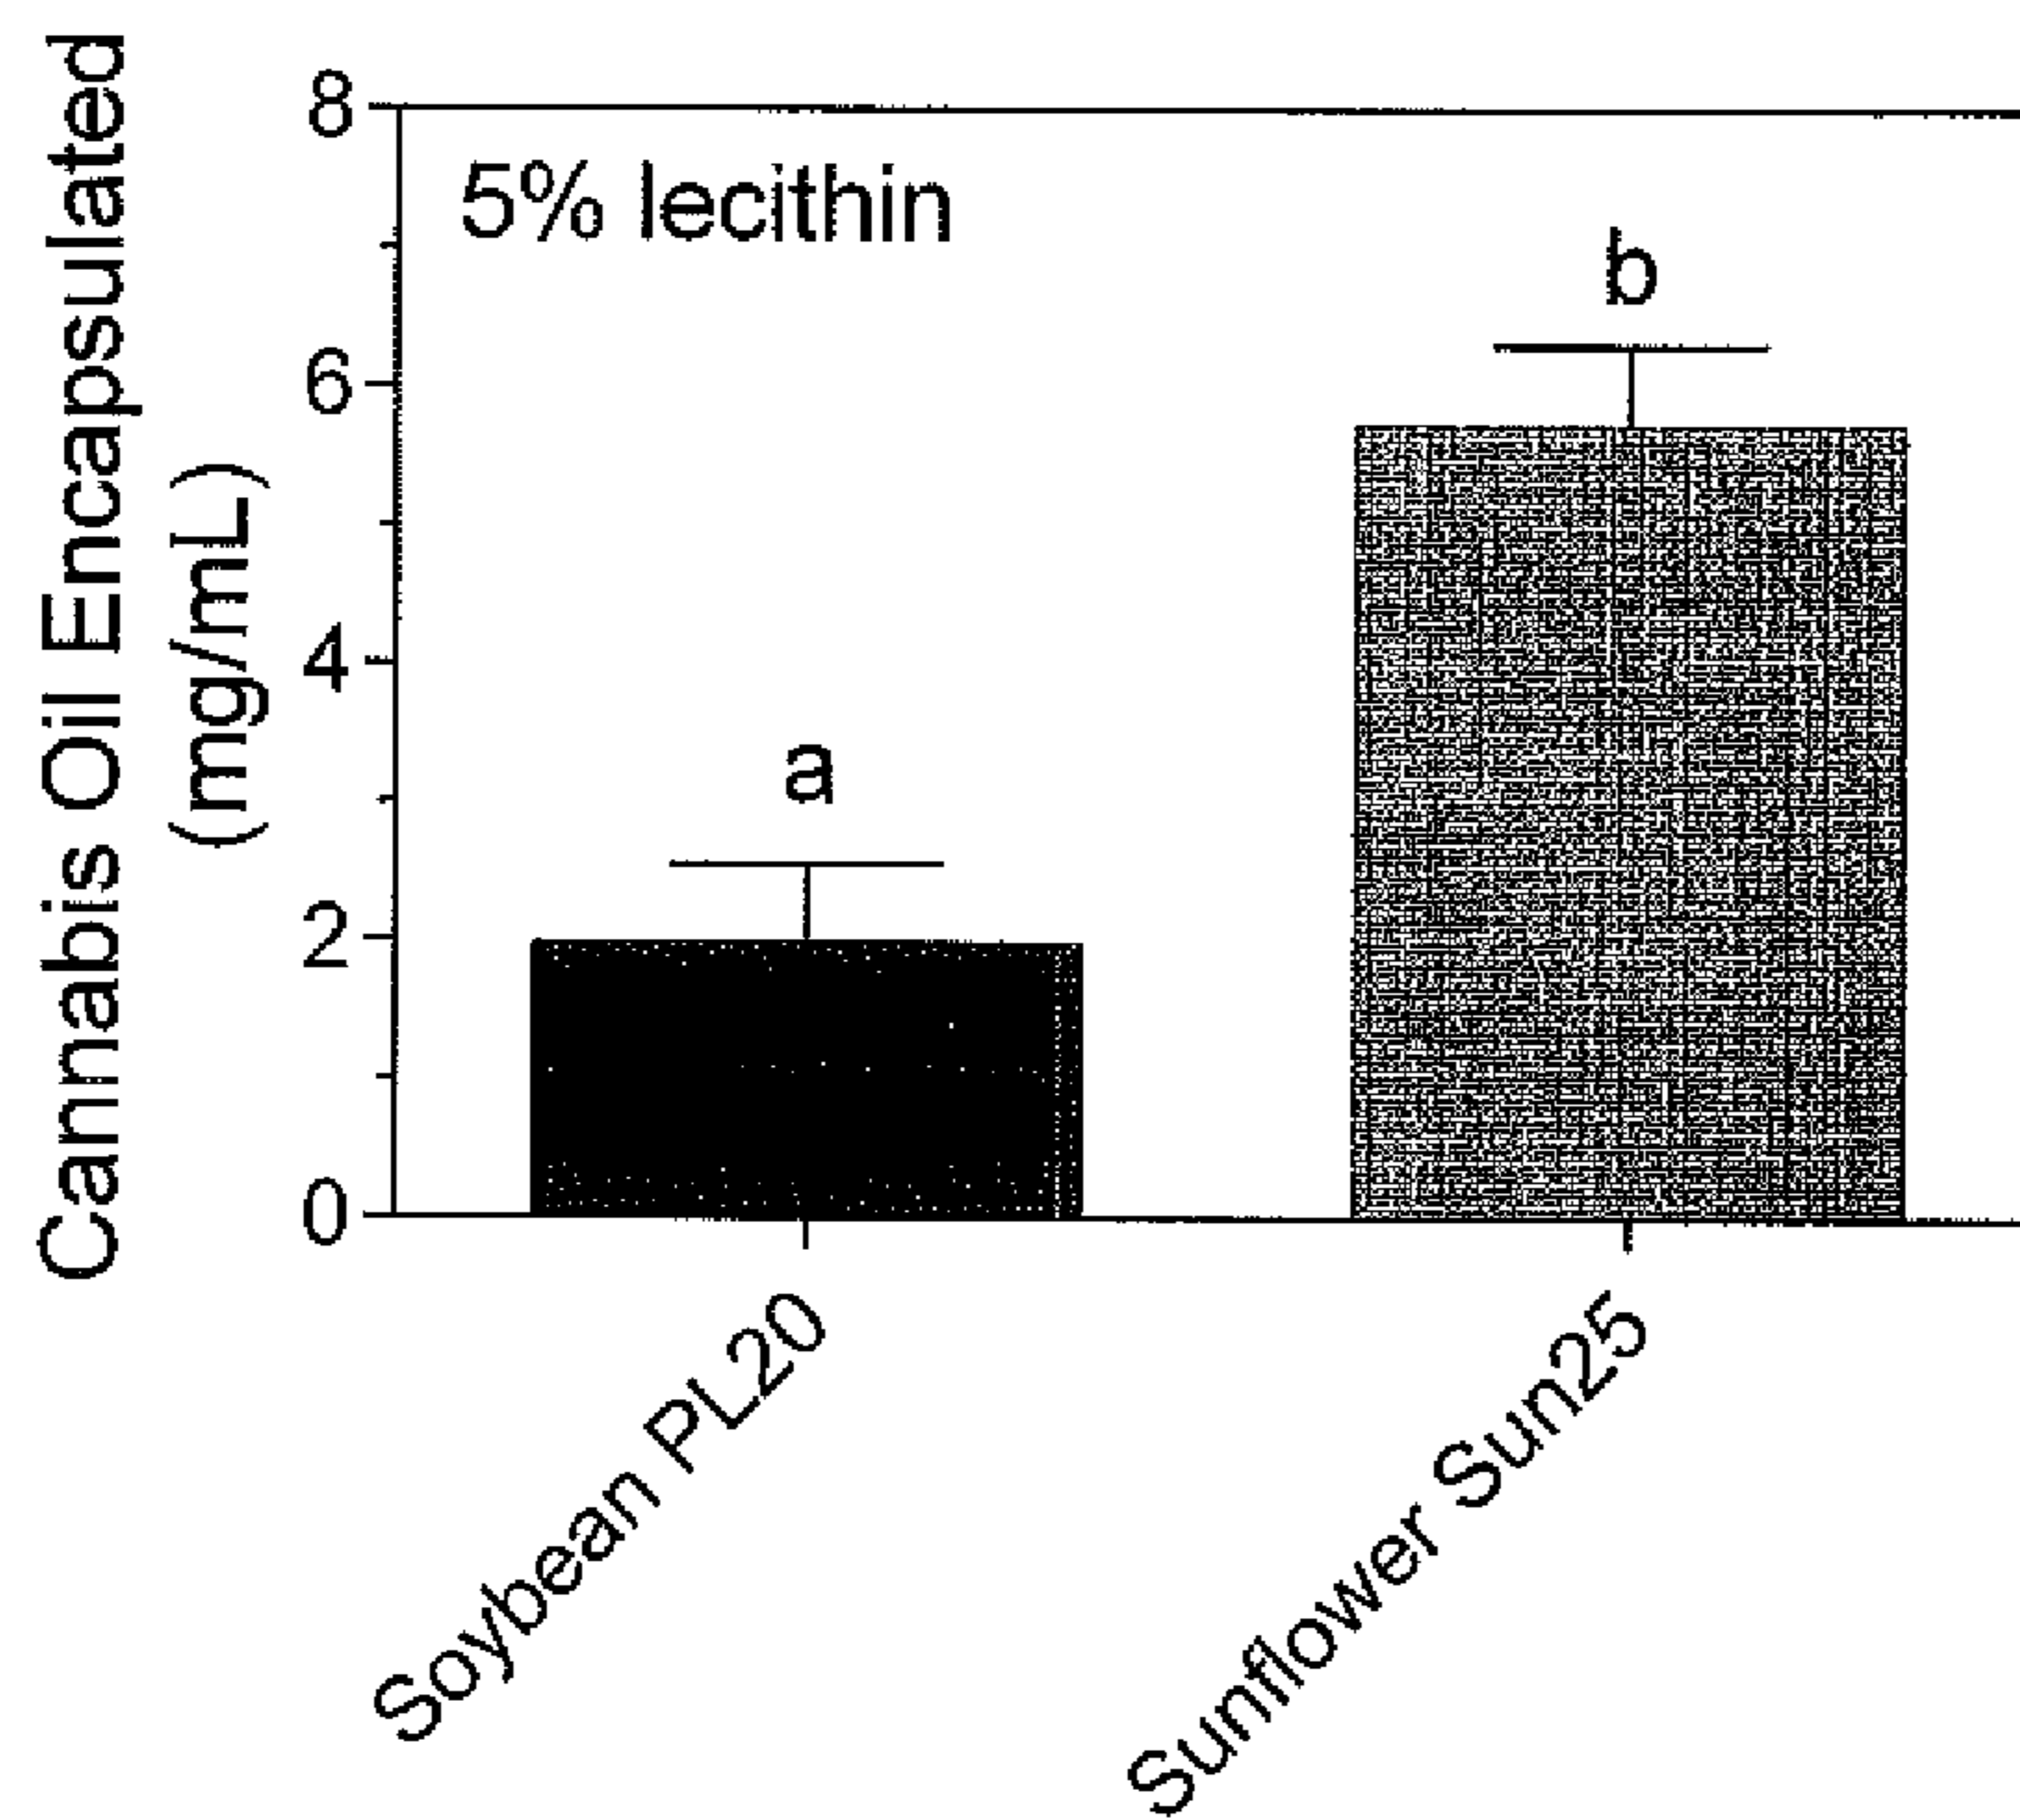 Cannabis Oil Encapsulated
(mg/mL)
8
6
4
2
0
5% lecithin
a
b
Soybean PL20
Sunflower Sun25